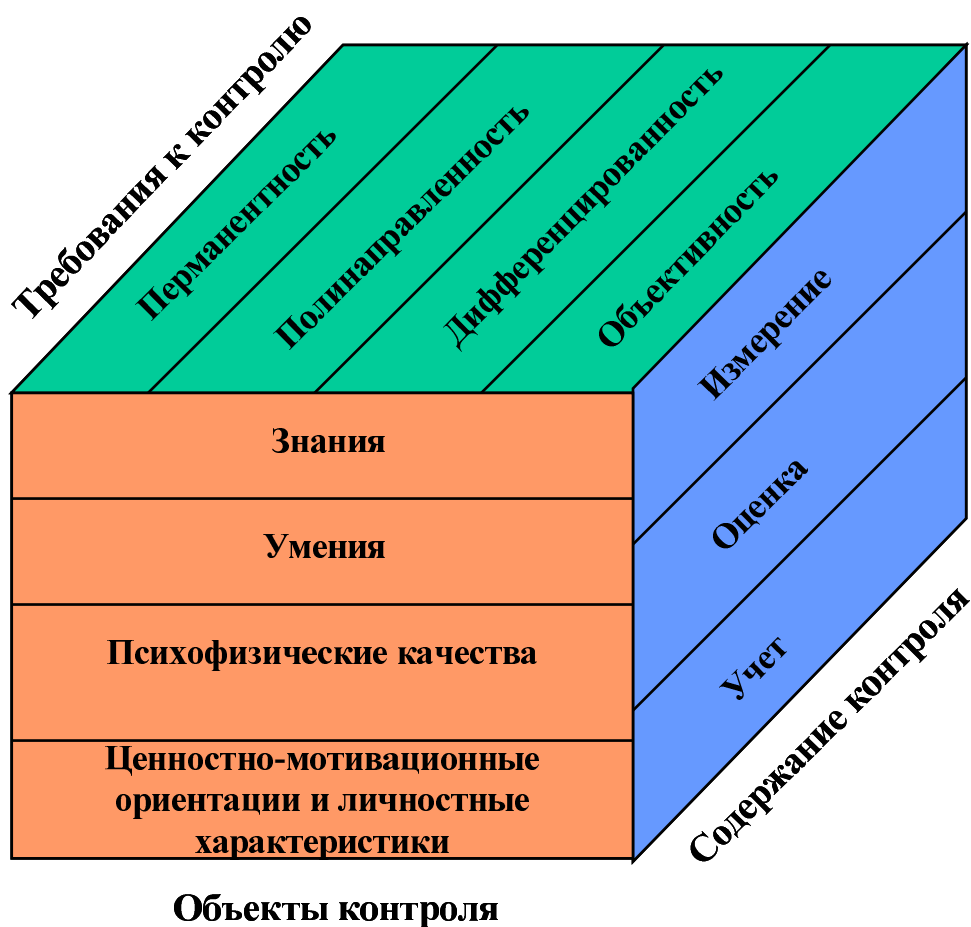 Требования к контролю
Перманентность
Полинаправленность
Дифференцированность
Объективность
Измерение
Оценка
Учет
Содержание контроля
Знания
Умения
Психофизические качества
Ценностно-мотивационные
ориентации и личностные
характеристики
Объекты контроля